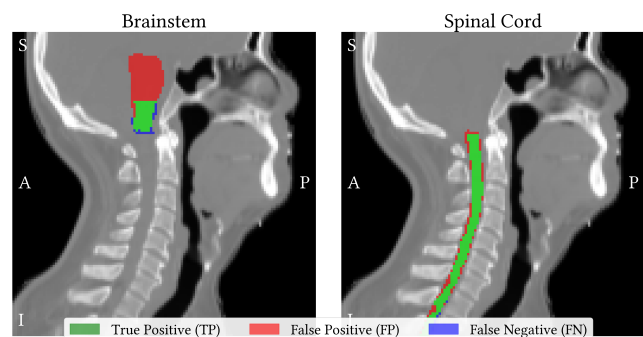 Brainstem
Spinal Cord
S
S
A
P
A
P
I
I
True Positive (TP) False Positive (FP) False Negative (FN)